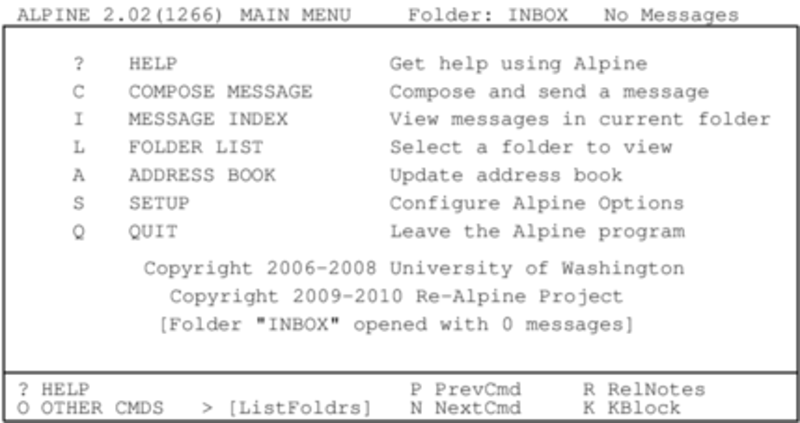 ALPINE 2.02(1266) MAIN MENU Folder: INBOX No Messages
? HELP Get help using Alpine
C COMPOSE MESSAGE Compose and send a message
I MESSAGE INDEX View messages in current folder
L FOLDER LIST Select a folder to view
A ADDRESS BOOK Update address book
S SETUP Configure Alpine Options
Q QUIT Leave the Alpine program
Copyright 2006-2008 University of Washington
Copyright 2009-2010 Re-Alpine Project
[Folder "INBOX" opened with 0 messages]
? HELP P PrevCmd R RelNotes
O OTHER CMDS > [ListFoldrs] N NextCmd K KBlock